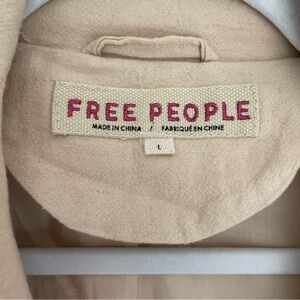 FREE PEOPLE
MADE IN CHINA / FABRIQUÉ EN CHINE
L